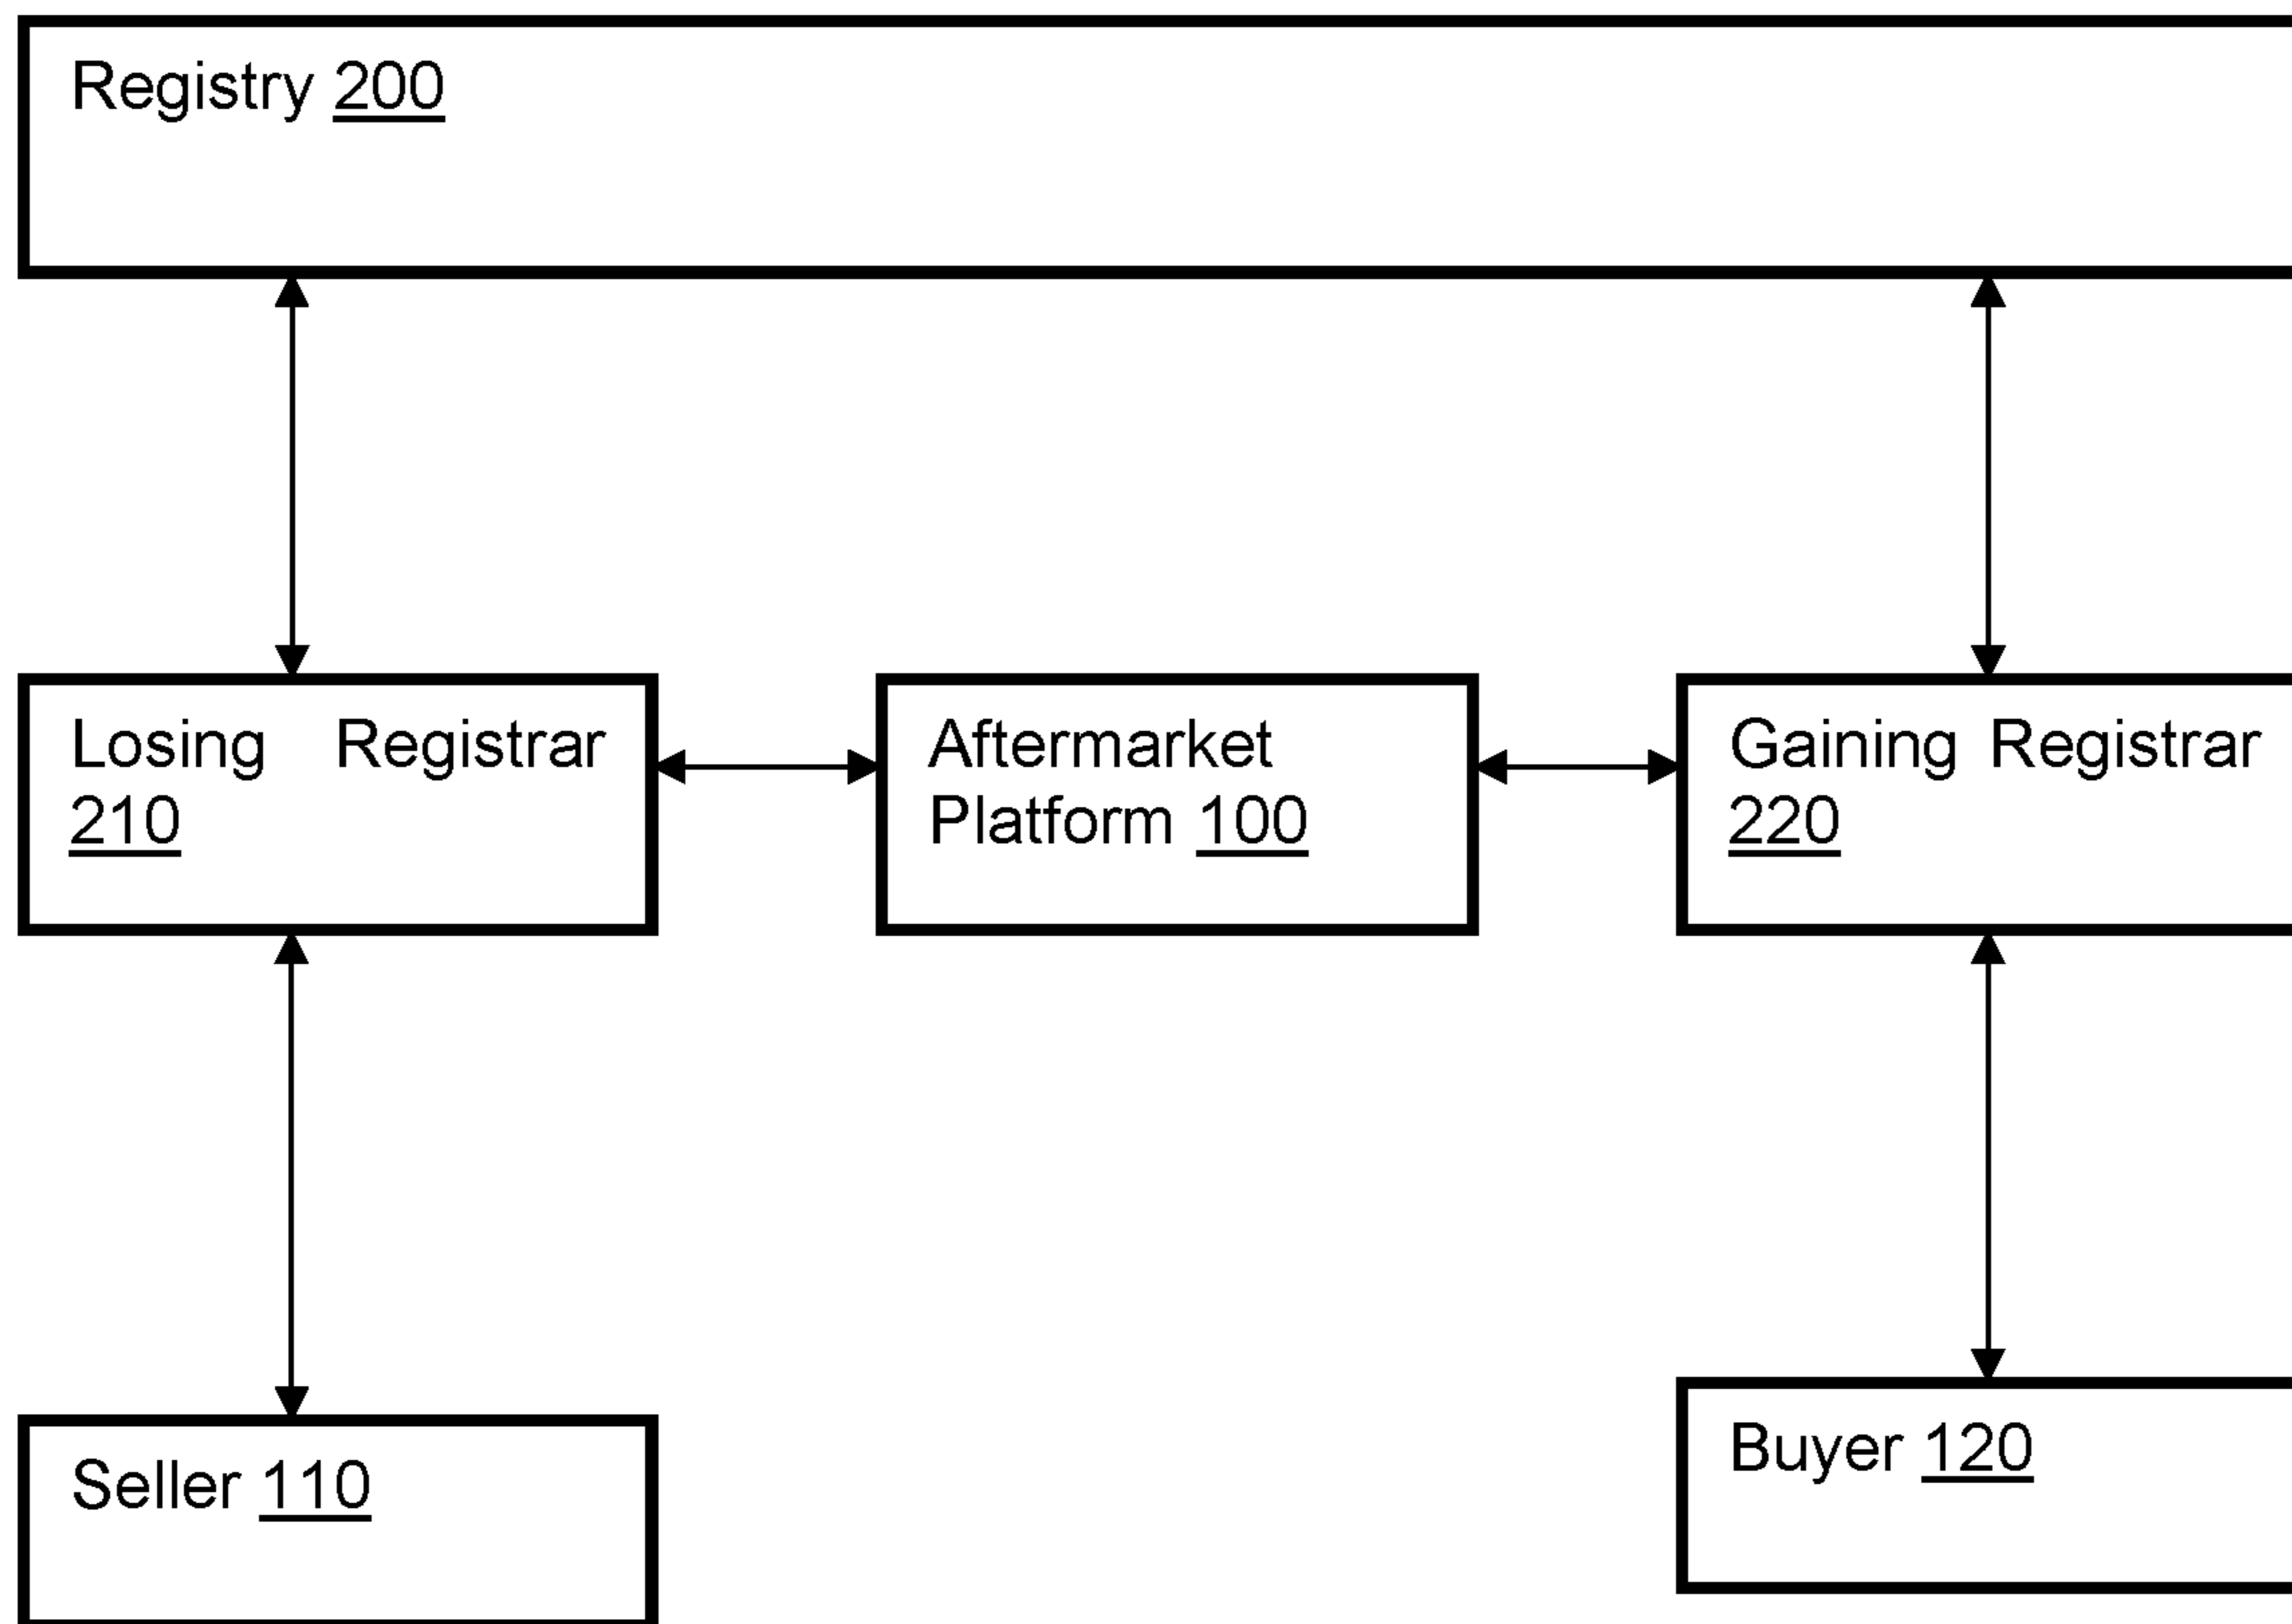 Registry 200
Losing Registrar
210
Aftermarket
Platform 100
Gaining Registrar
220
Seller 110
Buyer 120